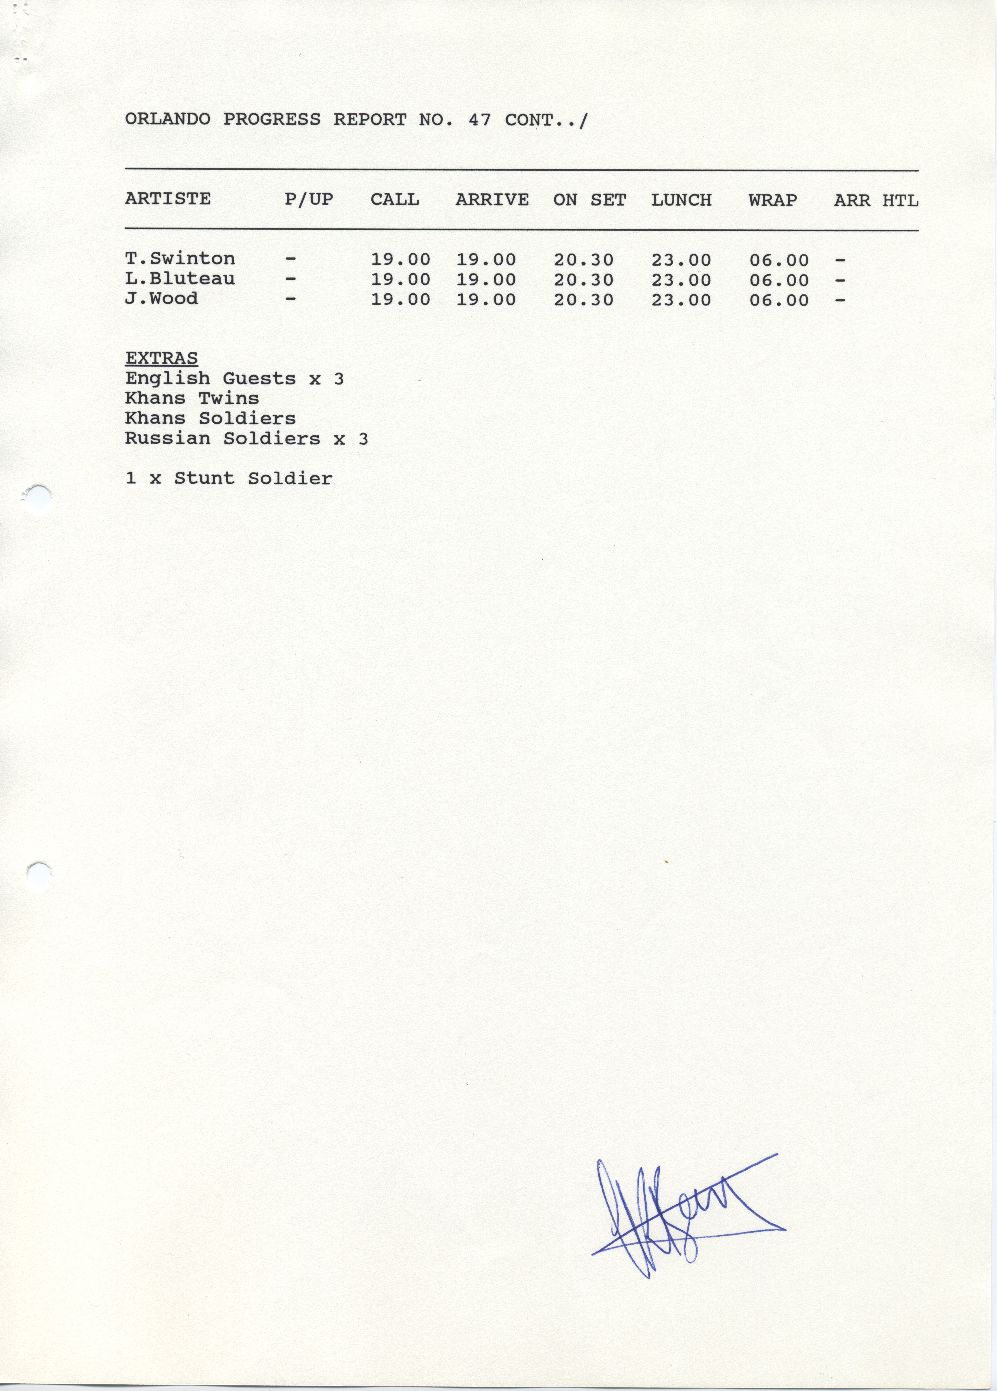 ORLANDO PROGRESS REPORT NO. 47 CONT../
ARTISTE P/UP CALL ARRIVE ON SET LUNCH WRAP ARR HTL
T.Swinton - 19.00 19.00 20.30 23.00 06.00 -
L.Bluteau - 19.00 19.00 20.30 23.00 06.00 -
J.Wood - 19.00 19.00 20.30 23.00 06.00 -
EXTRAS
English Guests x 3
Khans Twins
Khans Soldiers
Russian Soldiers x 3
1 x Stunt Soldier